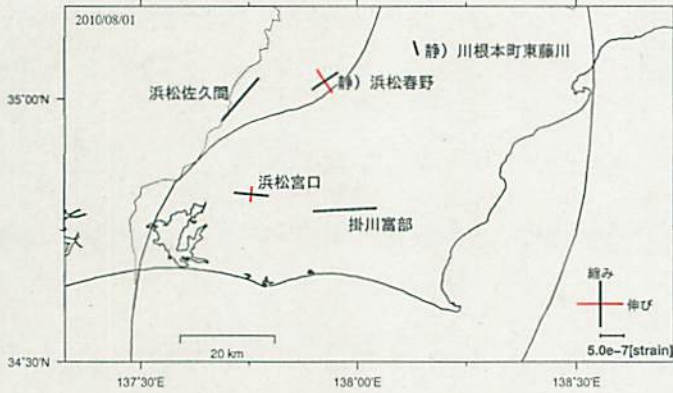 2010/08/01
静）川根本町東藤川
静）浜松春野
浜松佐久間
35°00'N
浜松宮口
掛川富部
縮み
伸び
5.0e-7[strain]
20 km
34°30'N
137°30'E
138°00'E
138°30'E